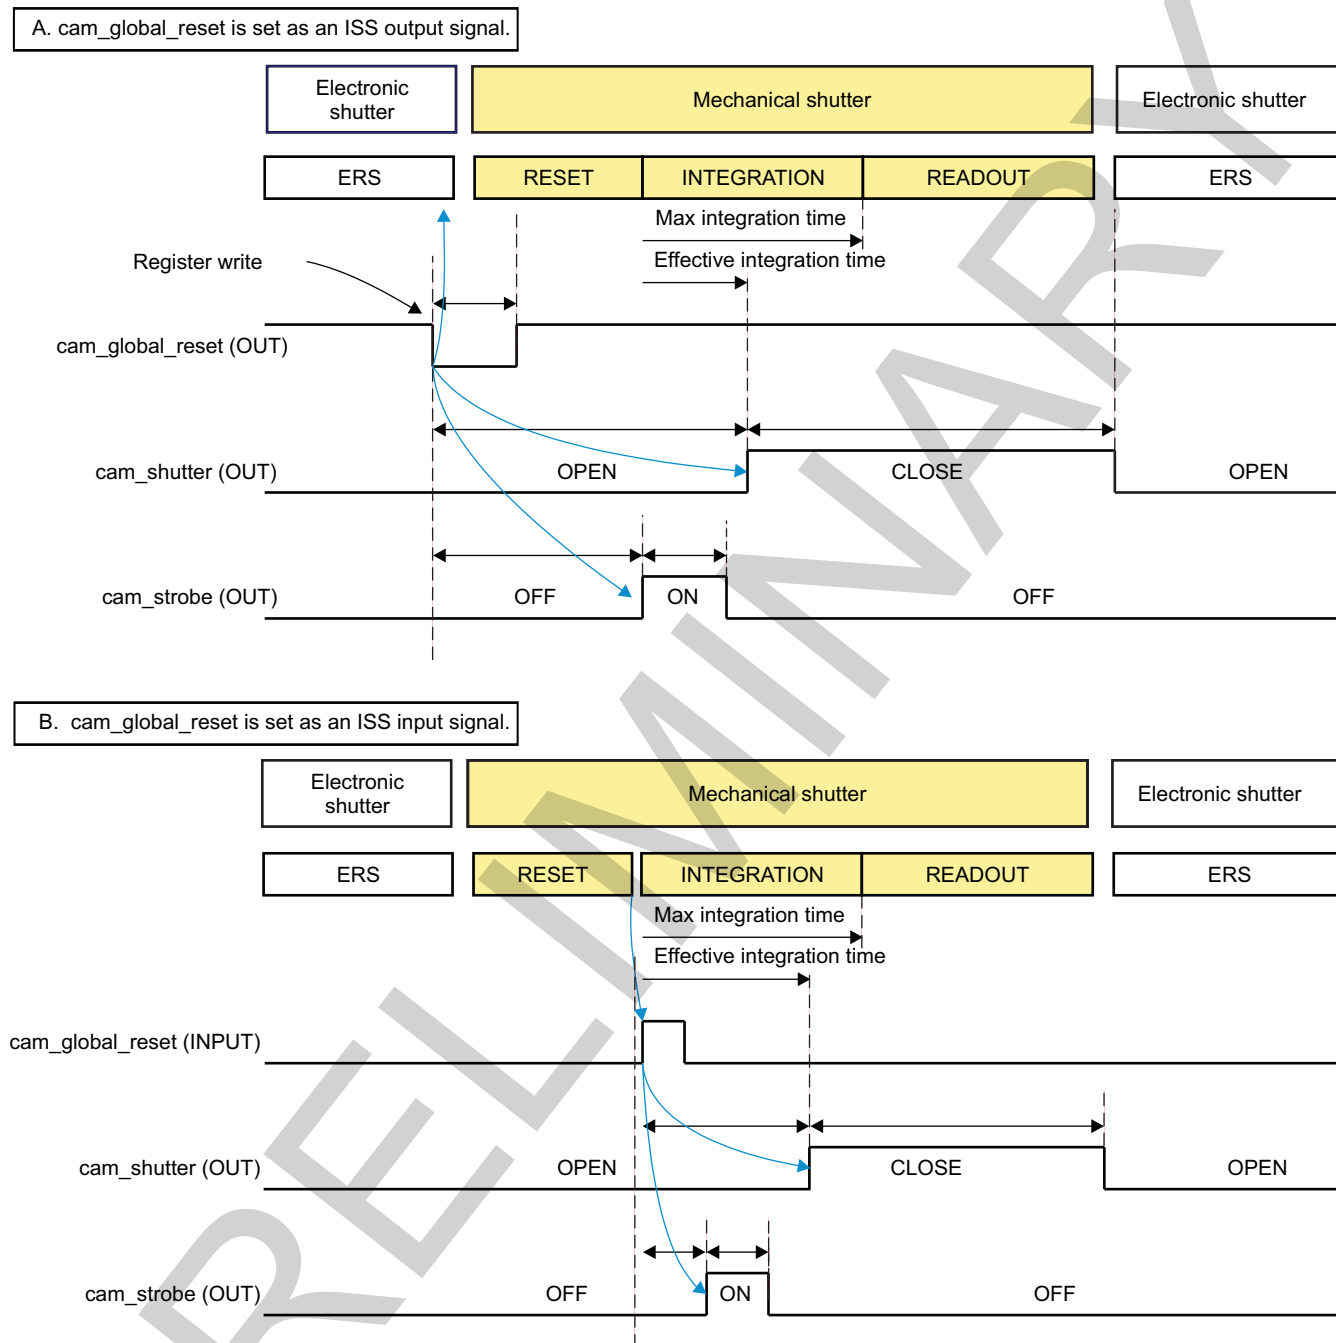 A. cam_global_reset is set as an ISS output signal.
Electronic
shutter
Mechanical shutter
Electronic shutter
ERS
RESET
INTEGRATION
READOUT
ERS
Max integration time
Effective integration time
Register write
cam_global_reset (OUT)
cam_shutter (OUT)
OPEN
CLOSE
OPEN
cam_strobe (OUT)
OFF
ON
OFF
B. cam_global_reset is set as an ISS input signal.
Electronic
shutter
Mechanical shutter
Electronic shutter
ERS
RESET
INTEGRATION
READOUT
ERS
Max integration time
Effective integration time
cam_global_reset (INPUT)
cam_shutter (OUT)
OPEN
CLOSE
OPEN
cam_strobe (OUT)
OFF
ON
OFF
RELIMINARY